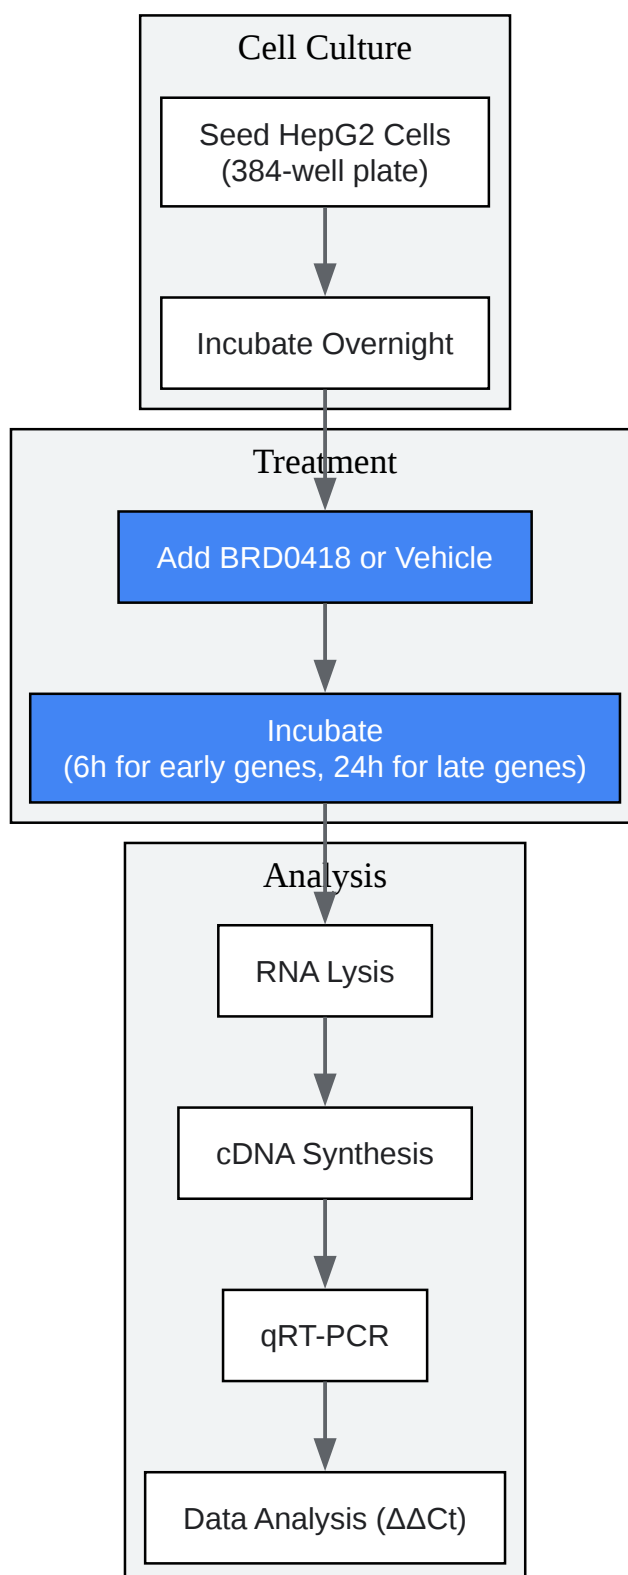 Cell Culture
Seed HepG2 Cells
(384-well plate)
Incubate Overnight
Treatment
Add BRD0418 or Vehicle
Incubate
(6h for early genes, 24h for late genes)
Analysis
RNA Lysis
cDNA Synthesis
qRT-PCR
Data Analysis (ΔΔCt)